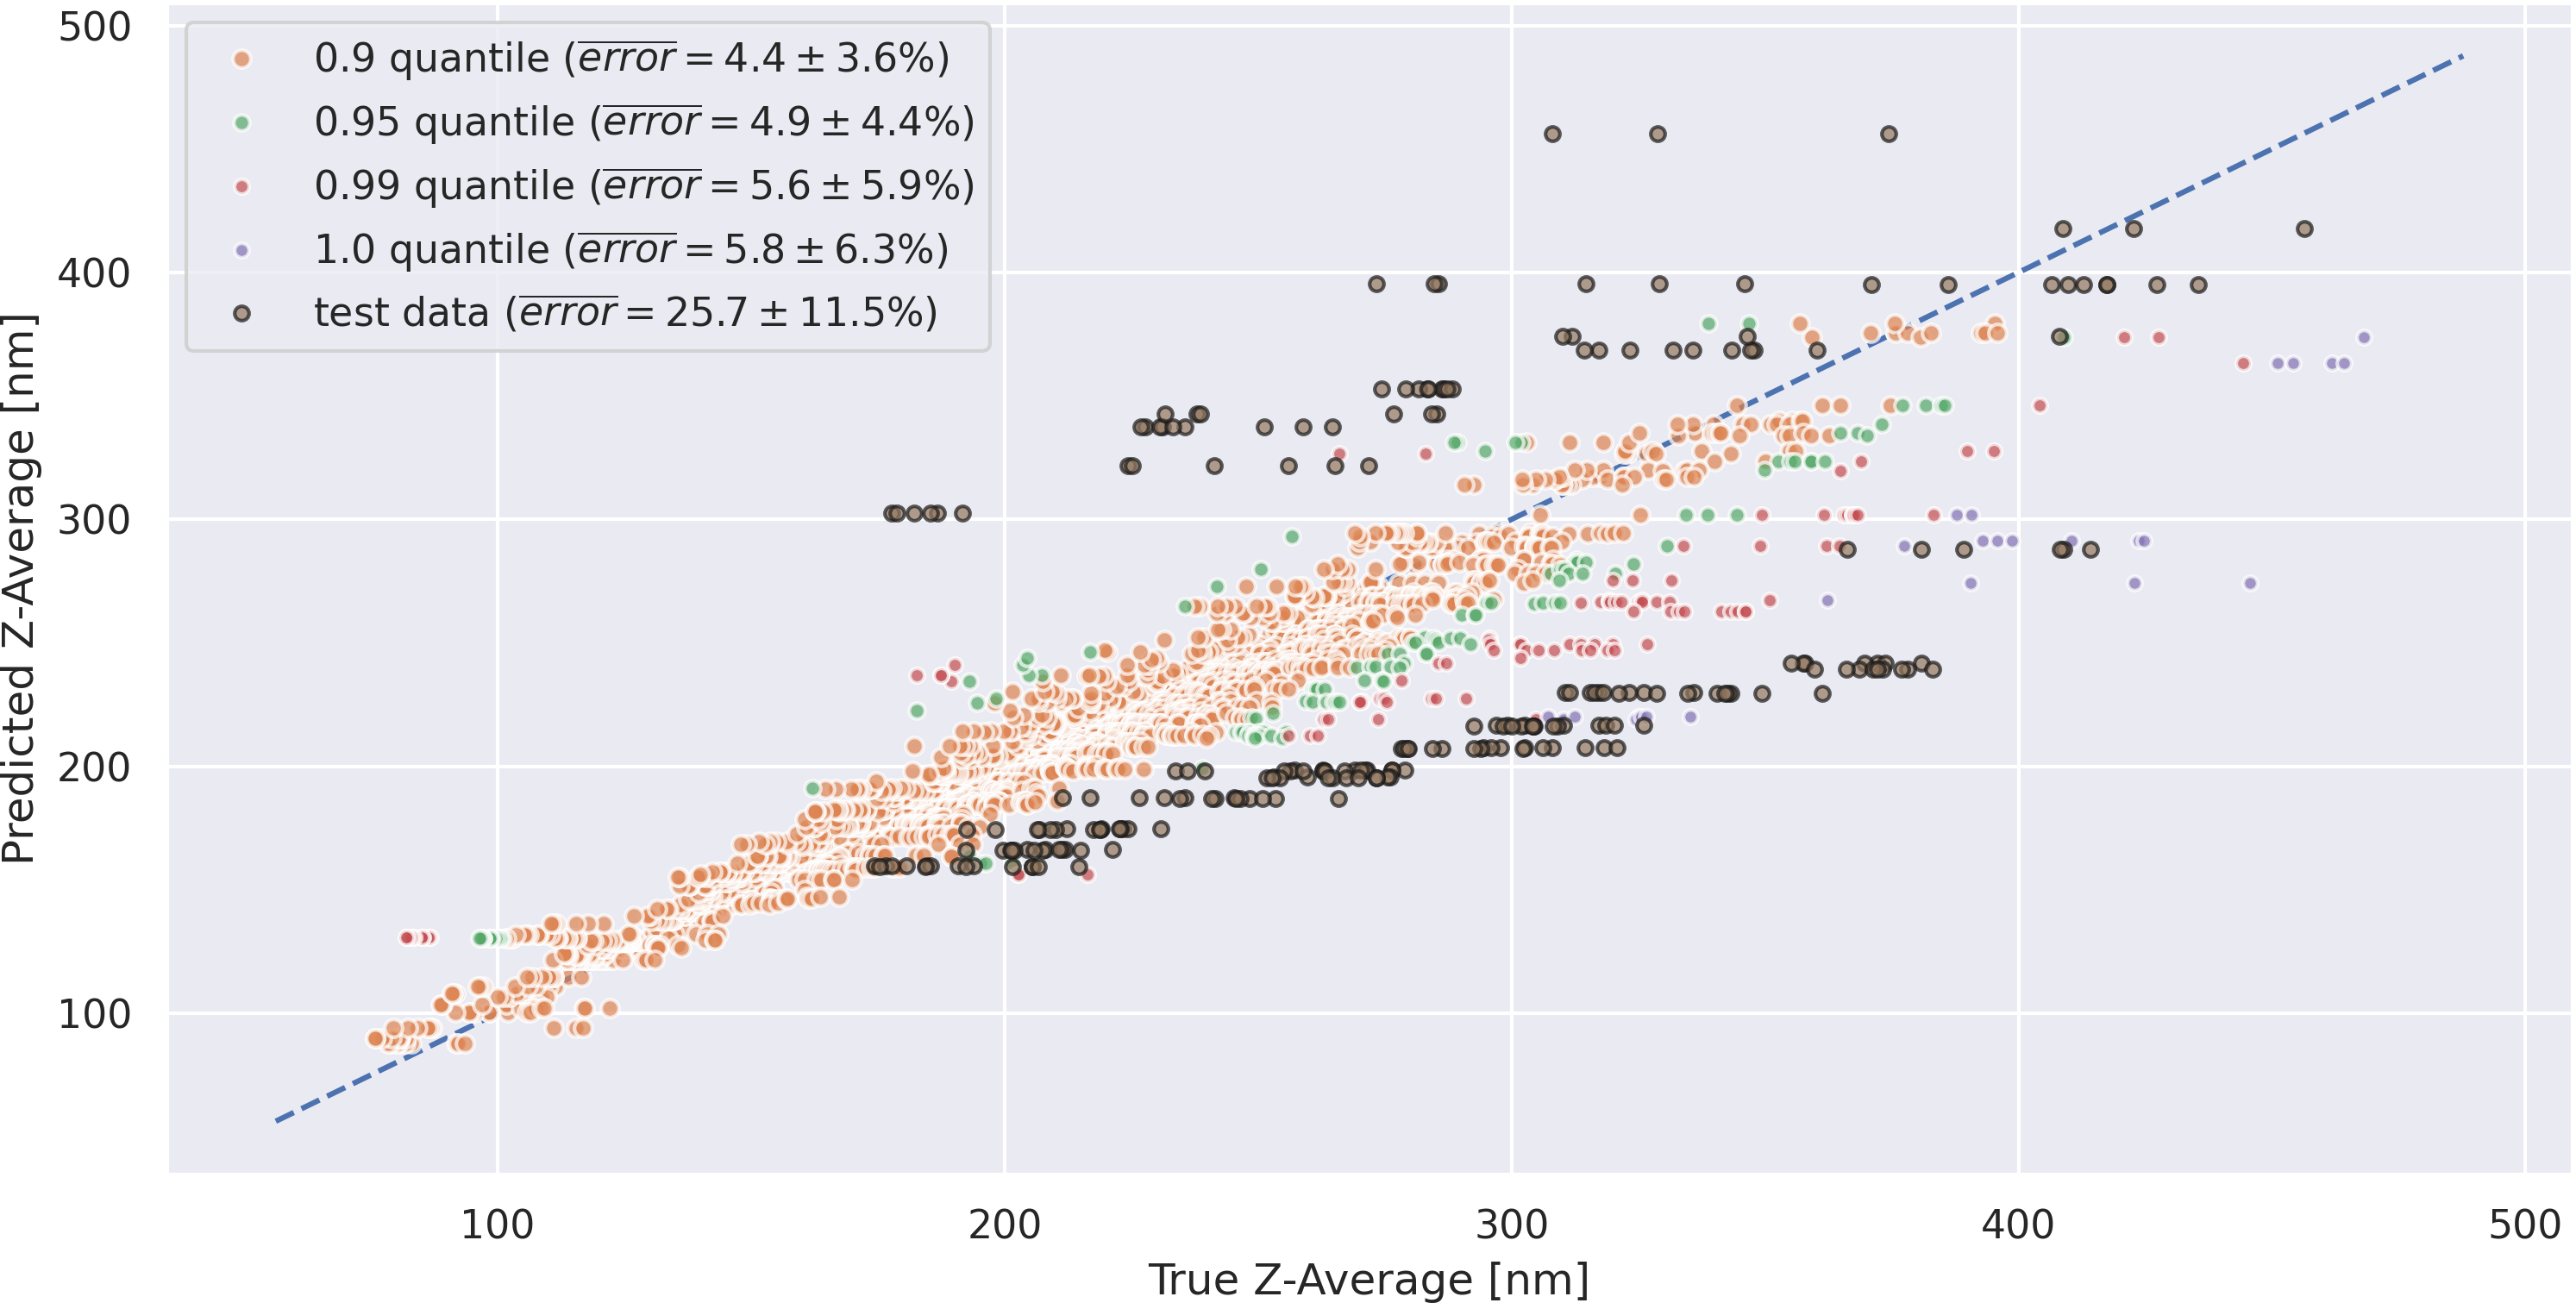 0.9 quantile (error = 4.4 ± 3.6%)
0.95 quantile (error = 4.9 ± 4.4%)
0.99 quantile (error = 5.6 ± 5.9%)
1.0 quantile (error = 5.8 ± 6.3%)
test data (error = 25.7 ± 11.5%)
Predicted Z-Average [nm]
500
400
300
200
100
100 200 300 400 500
True Z-Average [nm]